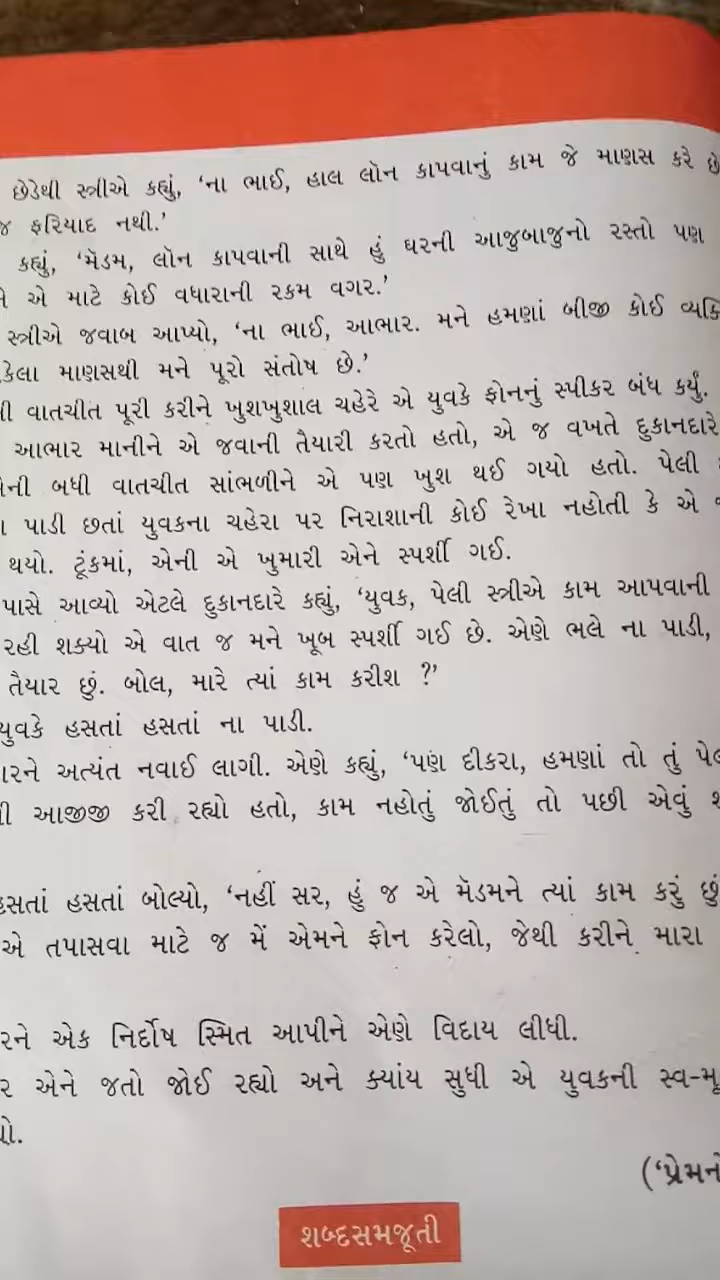 છેડેથી સ્ત્રીએ કહ્યું, ‘ના ભાઈ, હાલ લૉન કાપવાનું કામ જે માણસ કરે છે
જ ફરિયાદ નથી.’
કહ્યું, ‘મૅડમ, લૉન કાપવાની સાથે હું ઘરની આજુબાજુનો રસ્તો પણ
એ માટે કોઈ વધારાની રકમ વગર.’
સ્ત્રીએ જવાબ આપ્યો, ‘ના ભાઈ, આભાર. મને હમણાં બીજી કોઈ
માણસથી મને પૂરો સંતોષ છે.’
વાતચીત પૂરી કરીને ખુશખુશાલ ચહેરે એ યુવકે ફોનનું સ્પીકર બંધ કર્યું.
આભાર માનીને એ જવાની તૈયારી કરતો હતો, એ જ વખતે દુકાનદારે
બધી વાતચીત સાંભળીને એ પણ ખુશ થઈ ગયો હતો. પેલી
પાડી છતાં યુવકના ચહેરા પર નિરાશાની કોઈ રેખા નહોતી કે એ
થયો. ટૂંકમાં, એની એ ખુમારી એને સ્પર્શી ગઈ.
પાસે આવ્યો એટલે દુકાનદારે કહ્યું, ‘યુવક, પેલી સ્ત્રીએ કામ આપવાની
રહી શક્યો એ વાત જ મને ખૂબ સ્પર્શી ગઈ છે. એણે ભલે ના પાડી,
તૈયાર છું. બોલ, મારે ત્યાં કામ કરીશ ?’
યુવકે હસતાં હસતાં ના પાડી.
અત્યંત નવાઈ લાગી. એણે કહ્યું, ‘પણ દીકરા, હમણાં તો તું
આજીજી કરી રહ્યો હતો, કામ નહોતું જોઈતું તો પછી એવું
હસતાં હસતાં બોલ્યો, ‘નહીં સર, હું જ એ મૅડમને ત્યાં કામ કરું છું
એ તપાસવા માટે જ મેં એમને ફોન કરેલો, જેથી કરીને મારા
એક નિર્દોષ સ્મિત આપીને એણે વિદાય લીધી.
એને જતો જોઈ રહ્યો અને ક્યાંય સુધી એ યુવકની સ્વ-મૂ
(‘પ્રેમન
શબ્દસમજૂતી